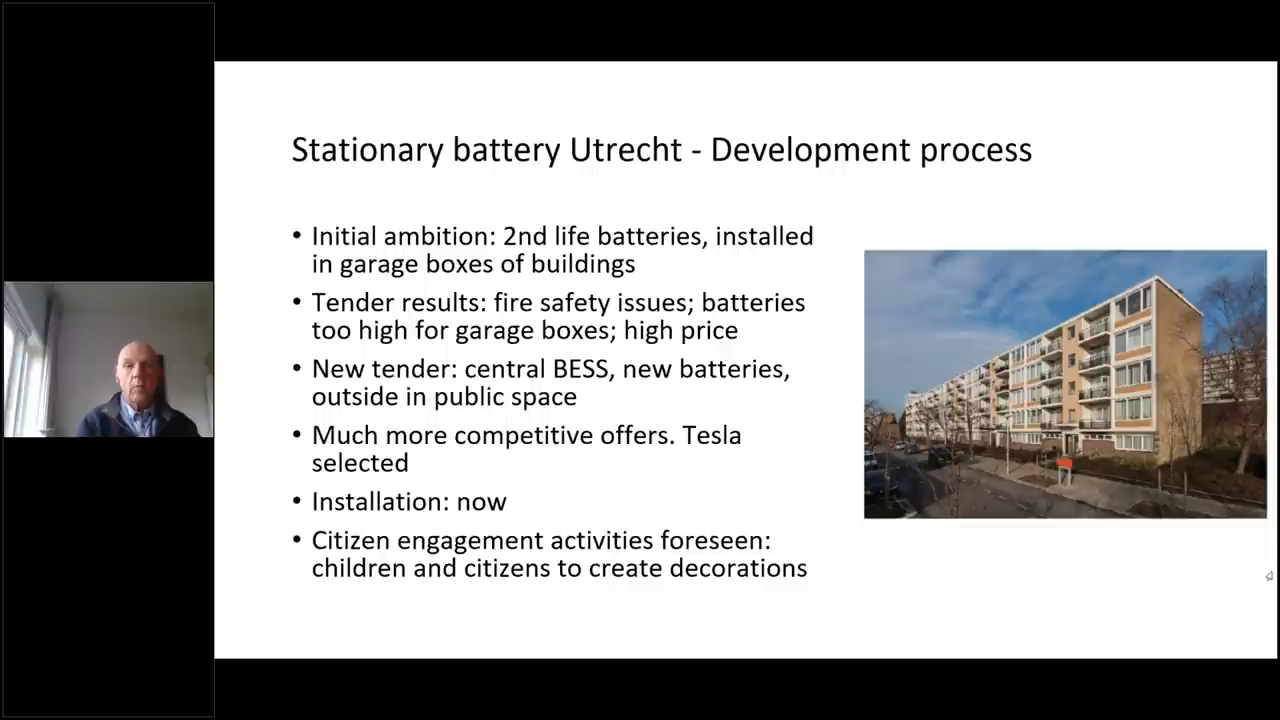 Stationary battery Utrecht - Development process
• Initial ambition: 2nd life batteries, installed
in garage boxes of buildings
• Tender results: fire safety issues; batteries
too high for garage boxes; high price
• New tender: central BESS, new batteries,
outside in public space
• Much more competitive offers. Tesla
selected
• Installation: now
• Citizen engagement activities foreseen:
children and citizens to create decorations